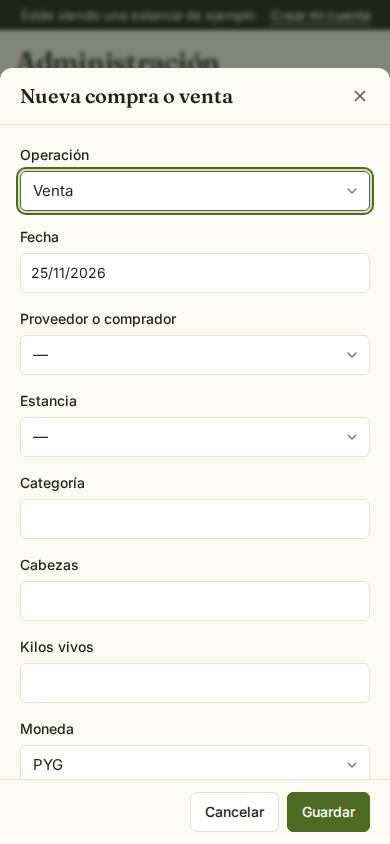 Estás viendo una estancia de ejemplo. Crear mi cuenta
Administración
Nueva compra o venta
Operación
Venta
Fecha
25/11/2026
Proveedor o comprador
—
Estancia
—
Categoría
Cabezas
Kilos vivos
Moneda
PYG
Cancelar Guardar